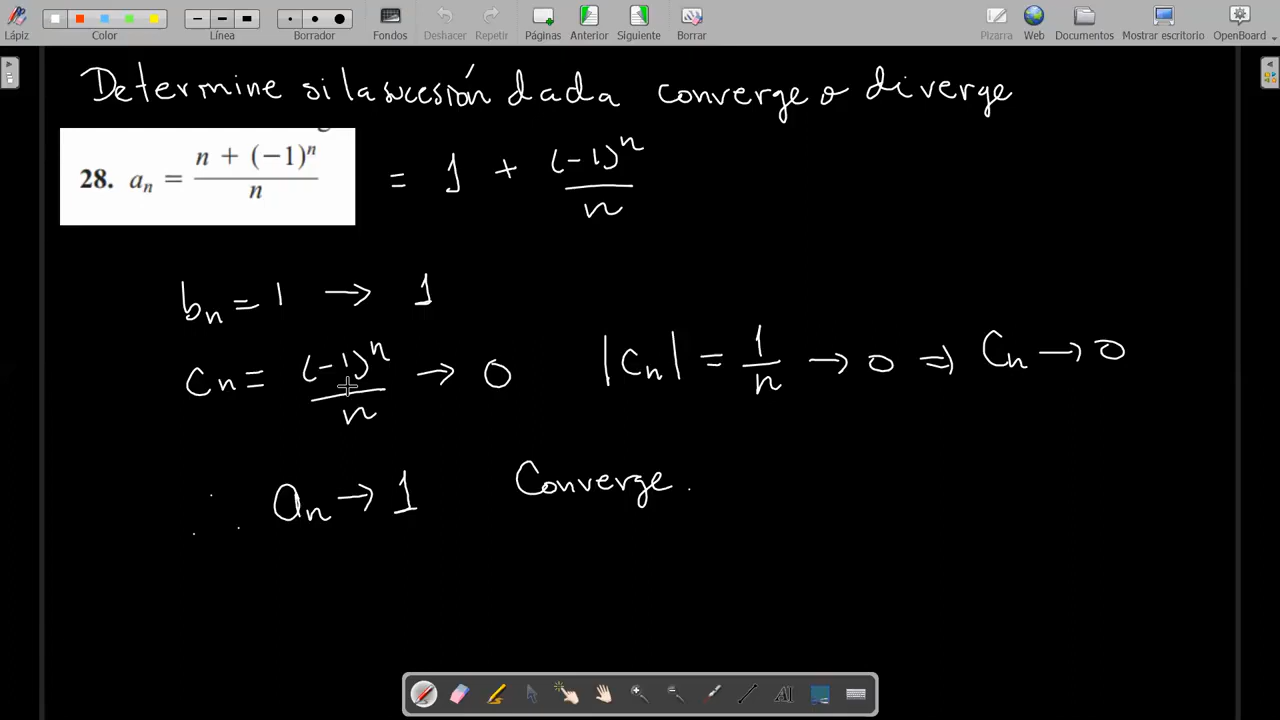 Lápiz Color Línea Borrador Fondos Deshacer Repetir Páginas Anterior Siguiente Borrar Pizarra Web Documentos Mostrar escritorio OpenBoard
Determine si la sucesión dada converge o diverge
28. aₙ = (n + (−1)ⁿ)/n = 1 + (-1)ⁿ/n
bₙ = 1 → 1
cₙ = (-1)ⁿ/n → 0 |cₙ| = 1/n → 0 ⇒ Cₙ → 0
∴ aₙ → 1 Converge.
AI